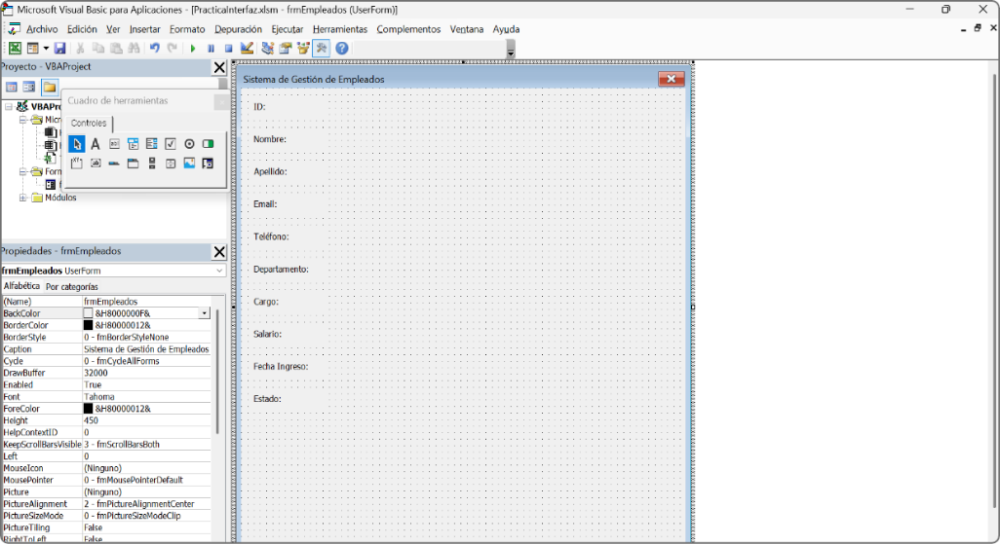 Microsoft Visual Basic para Aplicaciones - [PracticaInterfaz.xlsm - frmEmpleados (UserForm)]
Archivo Edición Ver Insertar Formato Depuración Ejecutar Herramientas Complementos Ventana Ayuda
Proyecto - VBAProject
VBAPr
Micr
Form
Módulos
Cuadro de herramientas
Controles
Propiedades - frmEmpleados
frmEmpleados UserForm
Alfabética Por categorías
(Name) frmEmpleados
BackColor &H8000000F&
BorderColor &H80000012&
BorderStyle 0 - fmBorderStyleNone
Caption Sistema de Gestión de Empleados
Cycle 0 - fmCycleAllForms
DrawBuffer 32000
Enabled True
Font Tahoma
ForeColor &H80000012&
Height 450
HelpContextID 0
KeepScrollBarsVisible 3 - fmScrollBarsBoth
Left 0
MouseIcon (Ninguno)
MousePointer 0 - fmMousePointerDefault
Picture (Ninguno)
PictureAlignment 2 - fmPictureAlignmentCenter
PictureSizeMode 0 - fmPictureSizeModeClip
PictureTiling False
RightToLeft False
Sistema de Gestión de Empleados
ID:
Nombre:
Apellido:
Email:
Teléfono:
Departamento:
Cargo:
Salario:
Fecha Ingreso:
Estado: